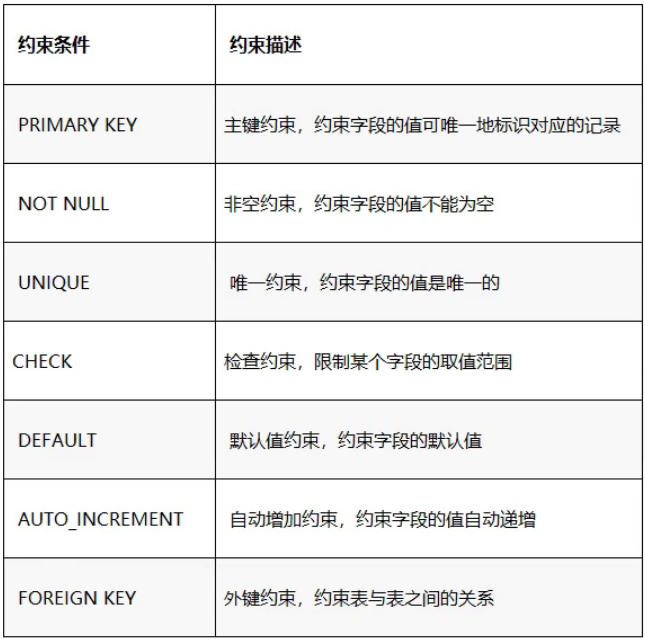 约束条件 约束描述
PRIMARY KEY 主键约束，约束字段的值可唯一地标识对应的记录
NOT NULL 非空约束，约束字段的值不能为空
UNIQUE 唯一约束，约束字段的值是唯一的
CHECK 检查约束，限制某个字段的取值范围
DEFAULT 默认值约束，约束字段的默认值
AUTO_INCREMENT 自动增加约束，约束字段的值自动递增
FOREIGN KEY 外键约束，约束表与表之间的关系